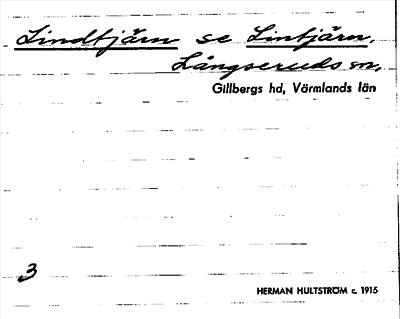 Lindtjärn se Lintjärn,
Långseruds sn,
Gillbergs hd, Värmlands län
3
HERMAN HULTSTRÖM c. 1915